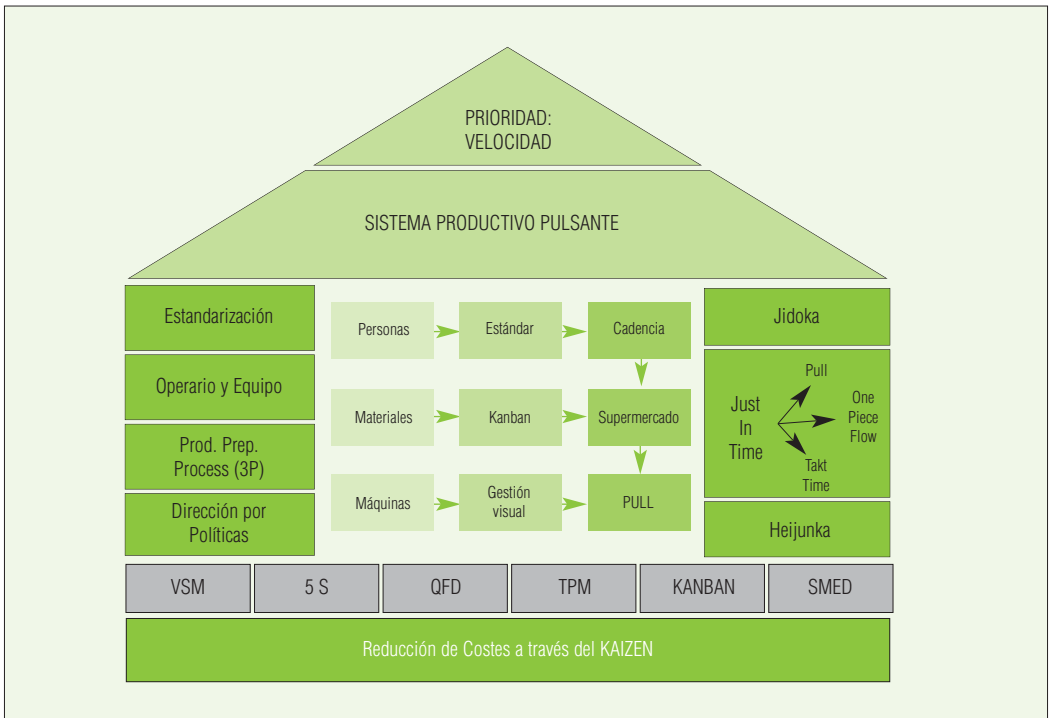 PRIORIDAD:
VELOCIDAD
SISTEMA PRODUCTIVO PULSANTE
Estandarización
Operario y Equipo
Prod. Prep.
Process (3P)
Dirección por
Políticas
Personas
Estándar
Cadencia
Materiales
Kanban
Supermercado
Máquinas
Gestión
visual
PULL
Jidoka
Just
In
Time
Pull
One
Piece
Flow
Takt
Time
Heijunka
VSM
5 S
QFD
TPM
KANBAN
SMED
Reducción de Costes a través del KAIZEN